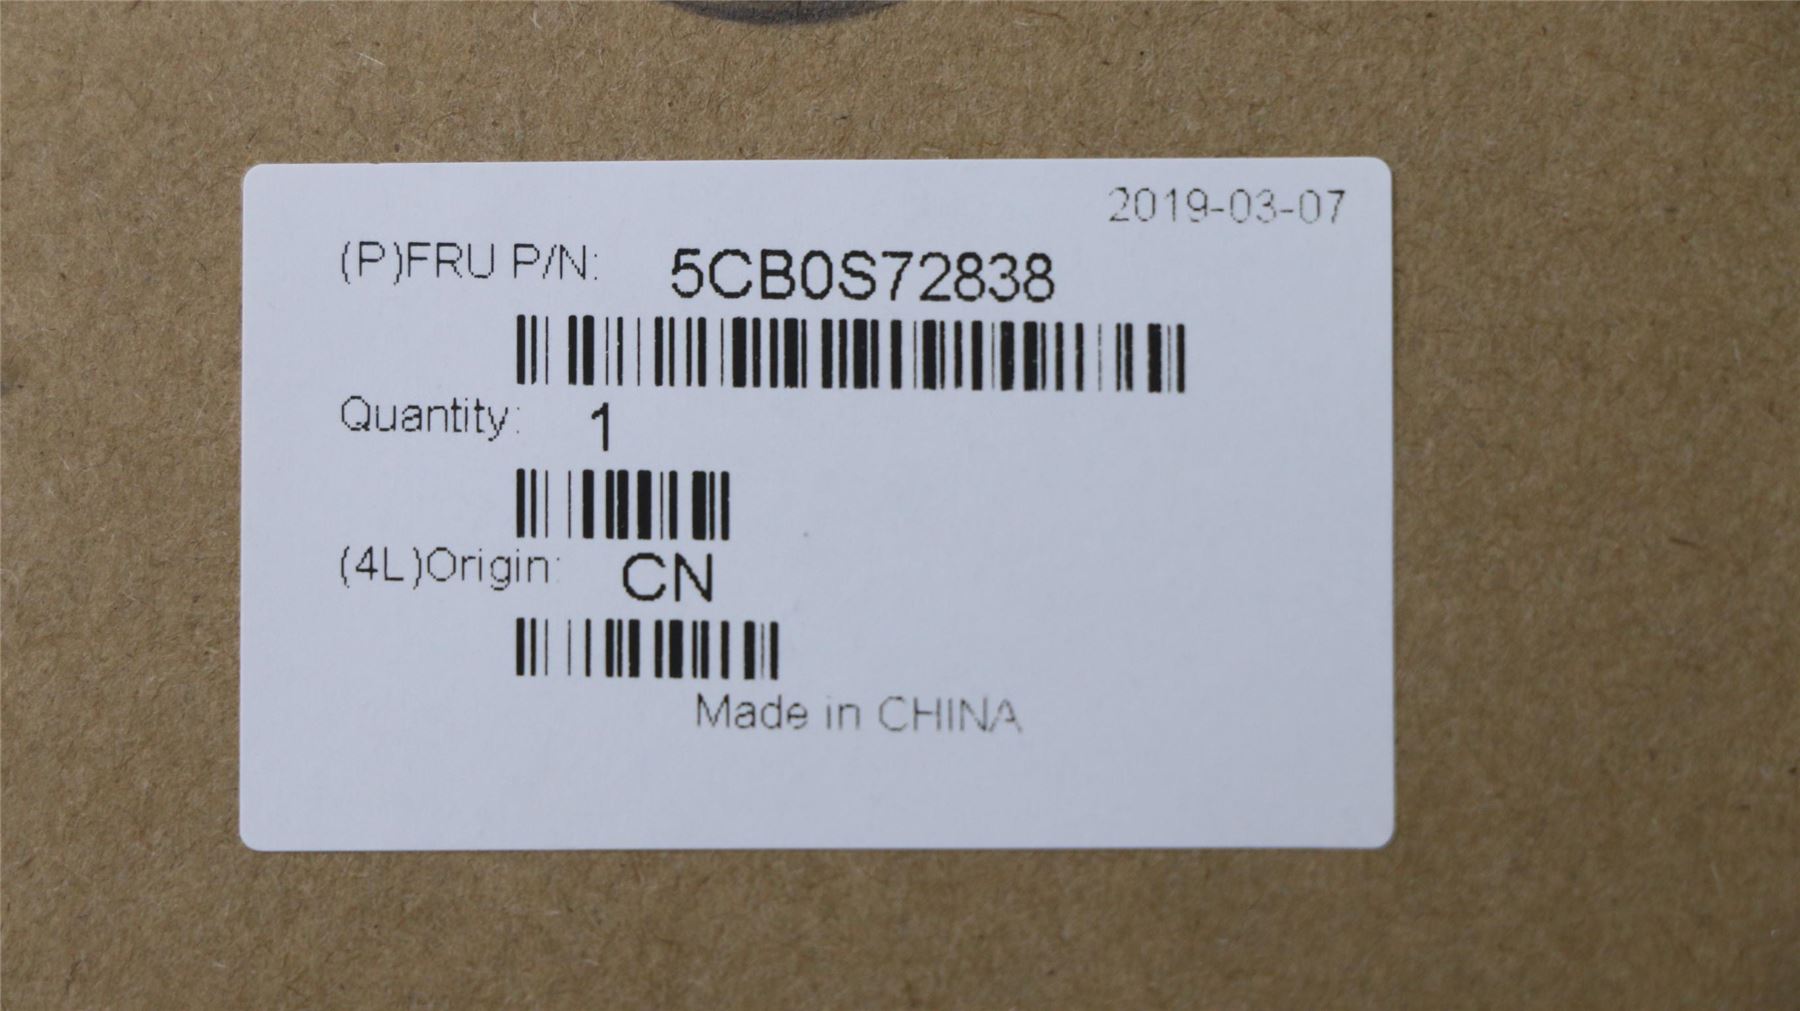 2019-03-07
(P)FRU P/N: 5CB0S72838
Quantity: 1
(4L)Origin: CN
Made in CHINA